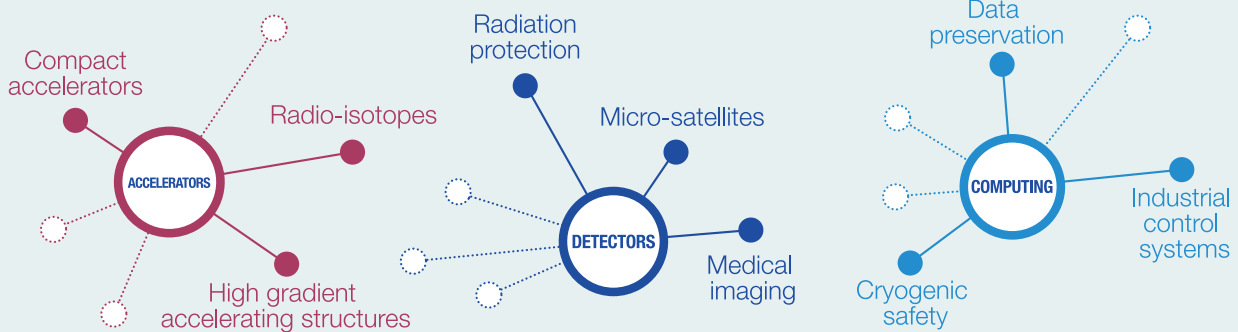 Compact
accelerators
Radio-isotopes
ACCELERATORS
High gradient
accelerating structures
Radiation
protection
Micro-satellites
DETECTORS
Medical
imaging
Data
preservation
COMPUTING
Industrial
control
systems
Cryogenic
safety